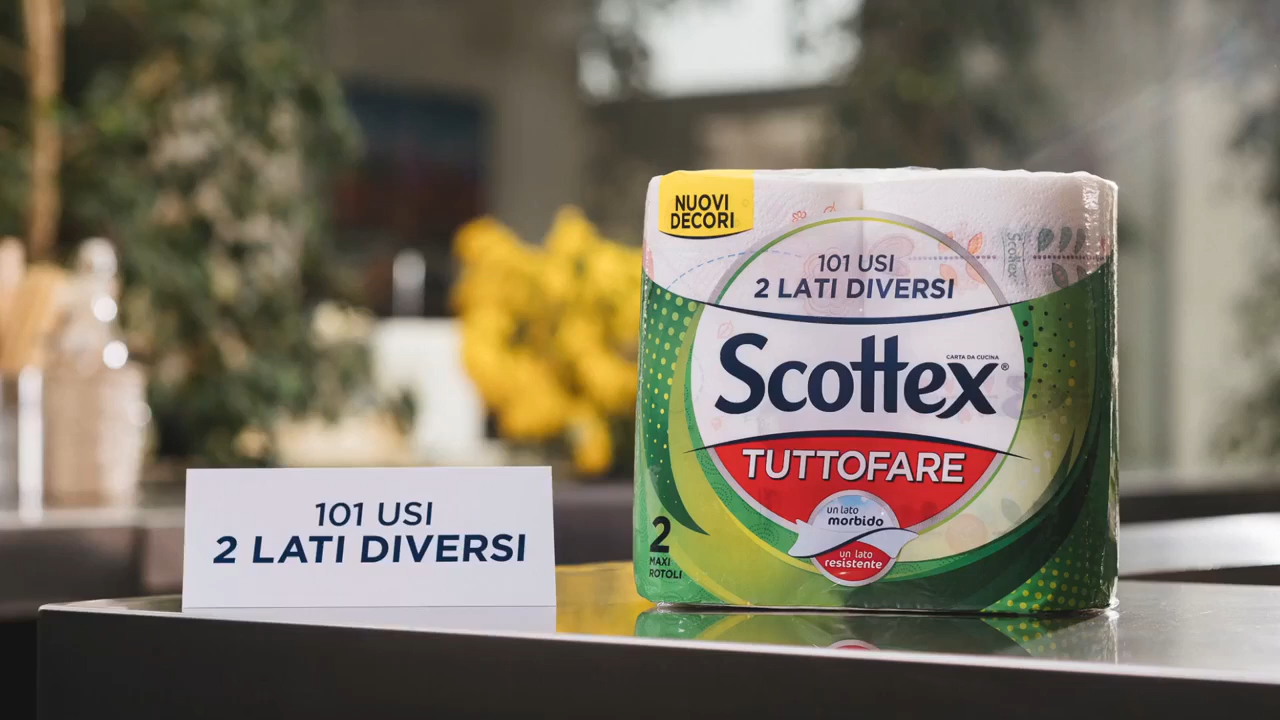 101 USI
2 LATI DIVERSI
NUOVI
DECORI
101 USI
2 LATI DIVERSI
Scottex
CARTA DA CUCINA
Scottex®
TUTTOFARE
un lato
morbido
un lato
resistente
2
MAXI
ROTOLI